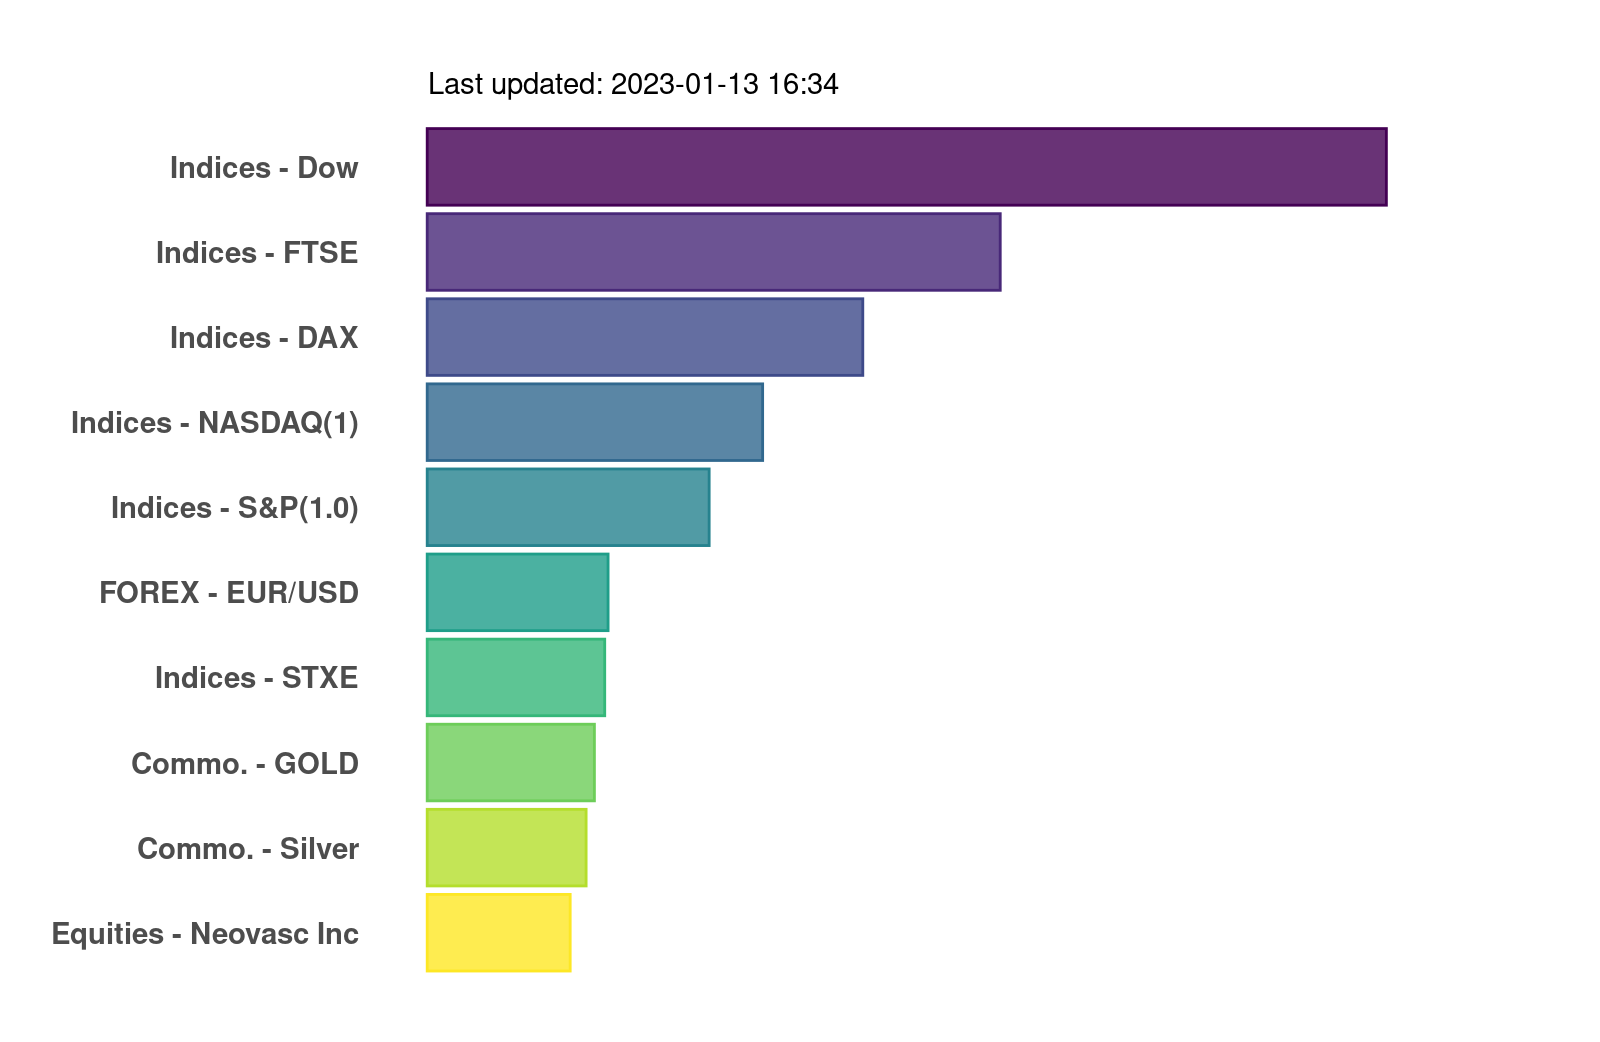 Last updated: 2023-01-13 16:34
Indices - Dow
Indices - FTSE
Indices - DAX
Indices - NASDAQ(1)
Indices - S&P(1.0)
FOREX - EUR/USD
Indices - STXE
Commo. - GOLD
Commo. - Silver
Equities - Neovasc Inc